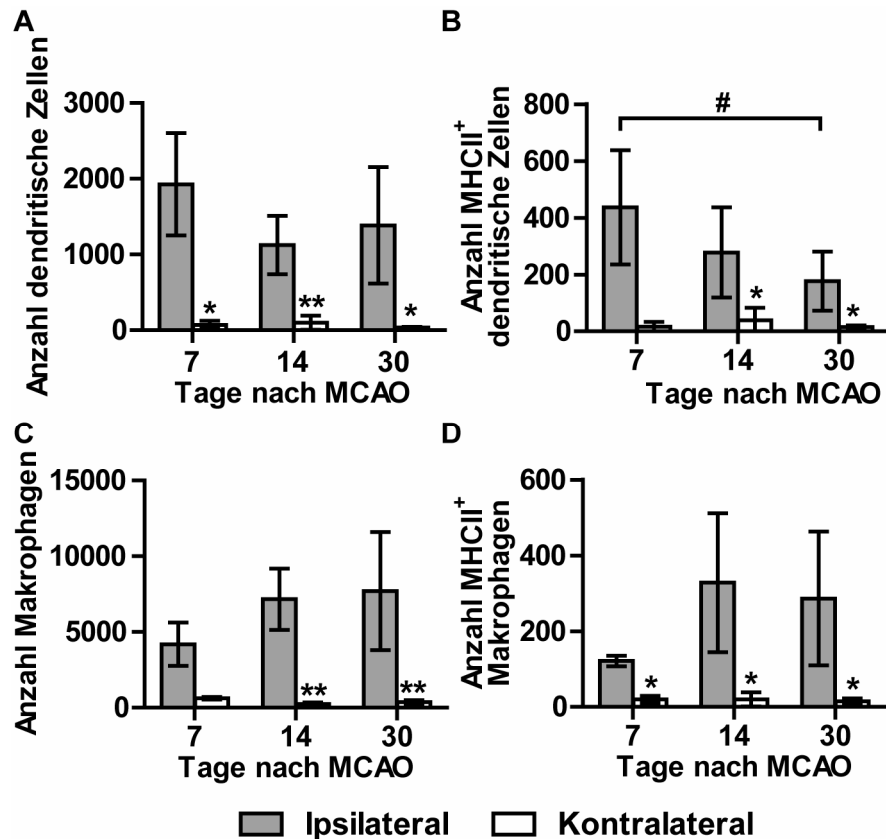 A
Anzahl dendritische Zellen
3000
2000
1000
0
*
**
*
7
14
30
Tage nach MCAO
B
Anzahl MHCII⁺
dendritische Zellen
800
600
400
200
0
#
*
*
7
14
30
Tage nach MCAO
C
Anzahl Makrophagen
15000
10000
5000
0
**
**
7
14
30
Tage nach MCAO
D
Anzahl MHCII⁺
Makrophagen
600
400
200
0
*
*
*
7
14
30
Tage nach MCAO
Ipsilateral
Kontralateral